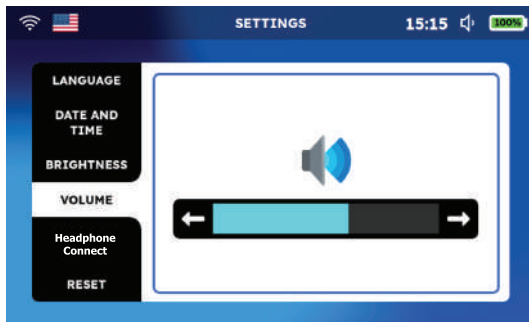 SETTINGS
15:15
100%
LANGUAGE
DATE AND
TIME
BRIGHTNESS
VOLUME
Headphone
Connect
RESET